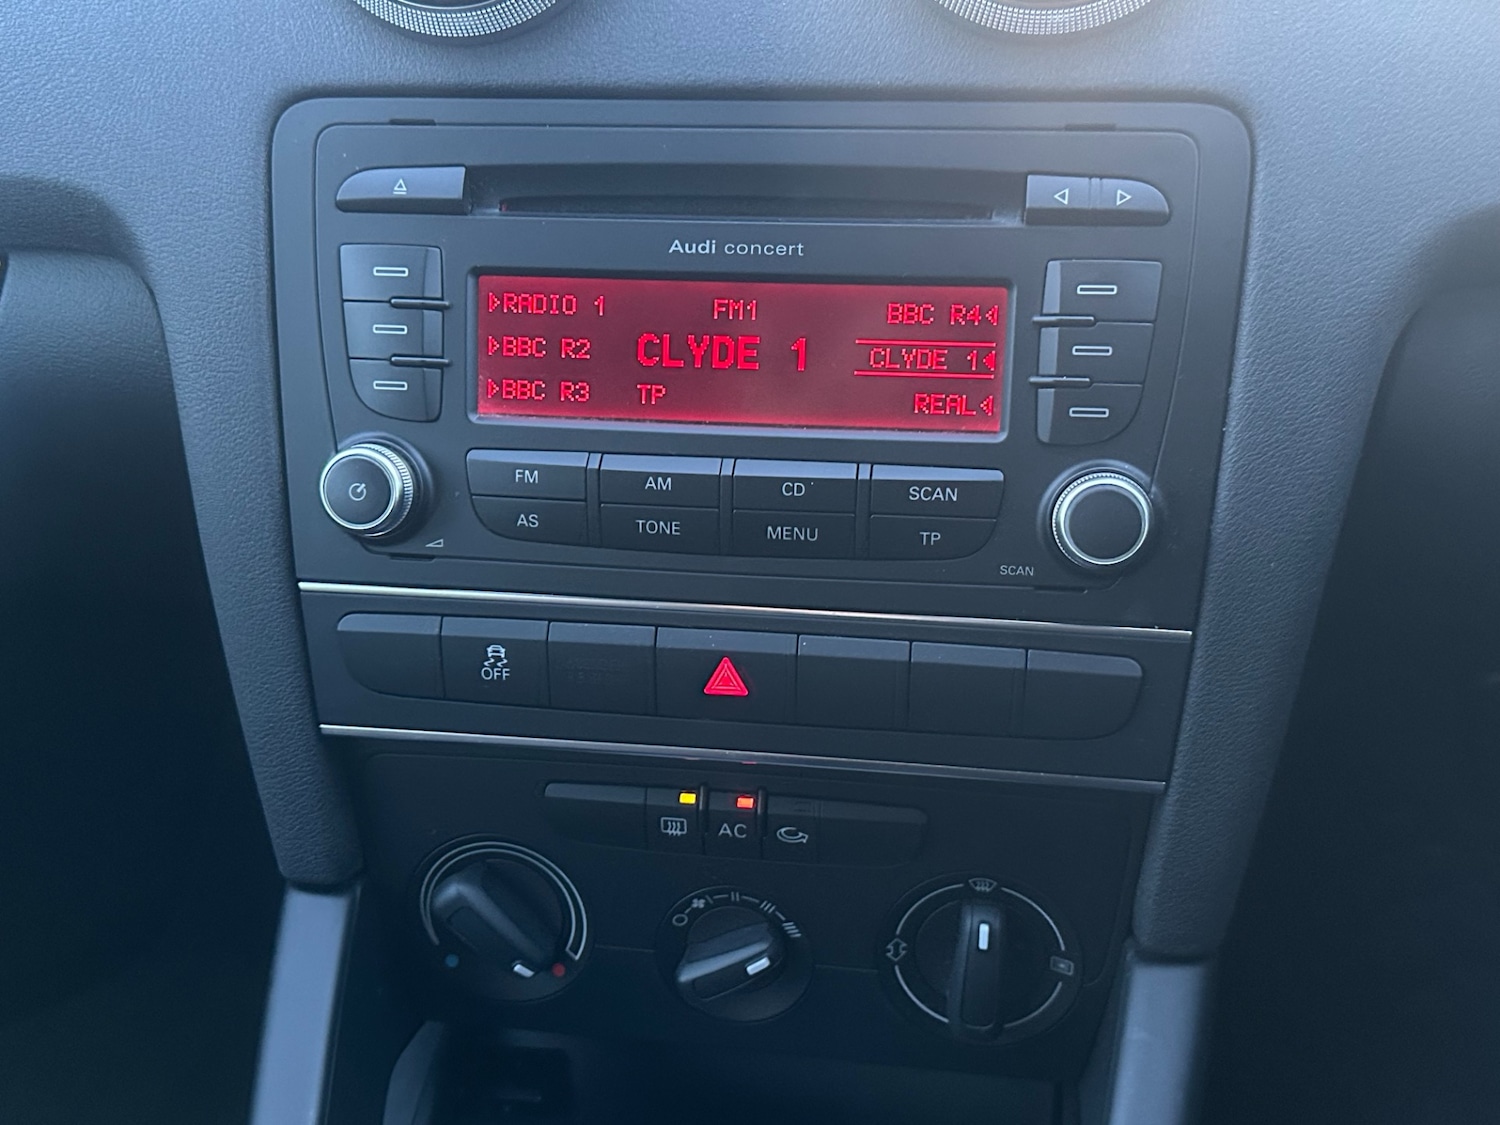 Audi concert
RADIO 1 FM1 BBC R4
BBC R2 CLYDE 1 CLYDE 1
BBC R3 TP REAL
FM AM CD SCAN
AS TONE MENU TP
SCAN
OFF
AC